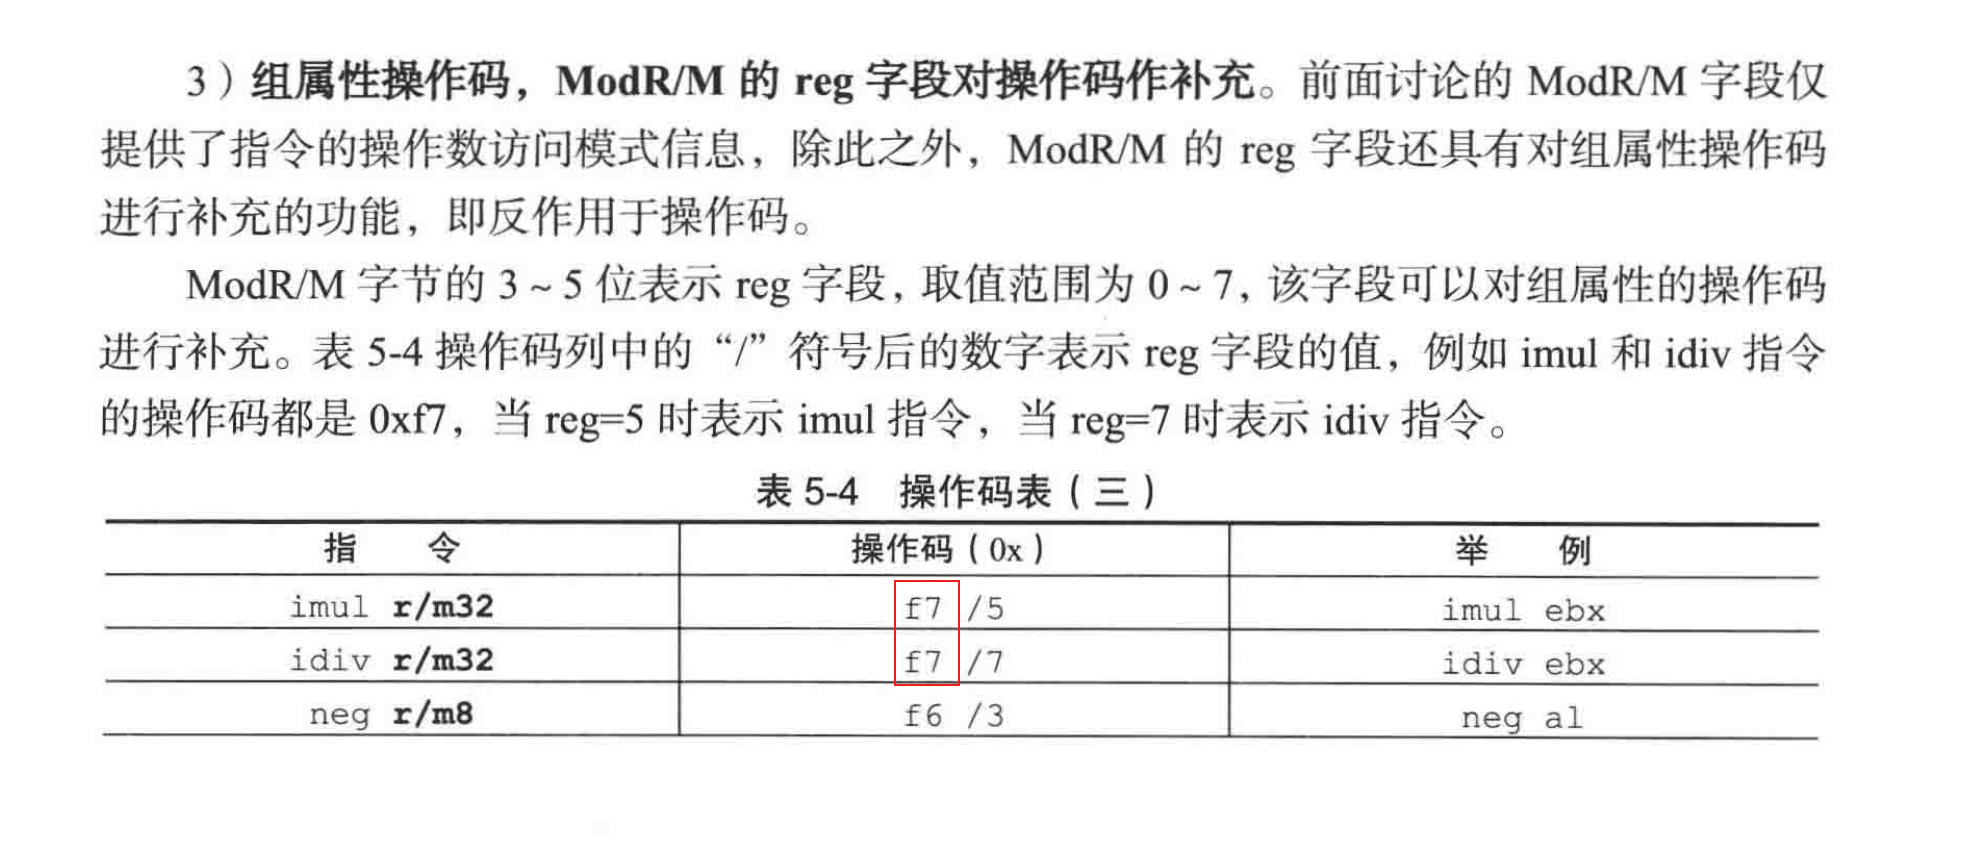 3）组属性操作码，ModR/M 的 reg 字段对操作码作补充。前面讨论的 ModR/M 字段仅
提供了指令的操作数访问模式信息，除此之外，ModR/M 的 reg 字段还具有对组属性操作码
进行补充的功能，即反作用于操作码。
ModR/M 字节的 3 ~ 5 位表示 reg 字段，取值范围为 0 ~ 7，该字段可以对组属性的操作码
进行补充。表 5-4 操作码列中的“/”符号后的数字表示 reg 字段的值，例如 imul 和 idiv 指令
的操作码都是 0xf7，当 reg=5 时表示 imul 指令，当 reg=7 时表示 idiv 指令。
表 5-4 操作码表（三）
指 令 操作码（0x） 举 例
imul r/m32 f7 /5 imul ebx
idiv r/m32 f7 /7 idiv ebx
neg r/m8 f6 /3 neg al